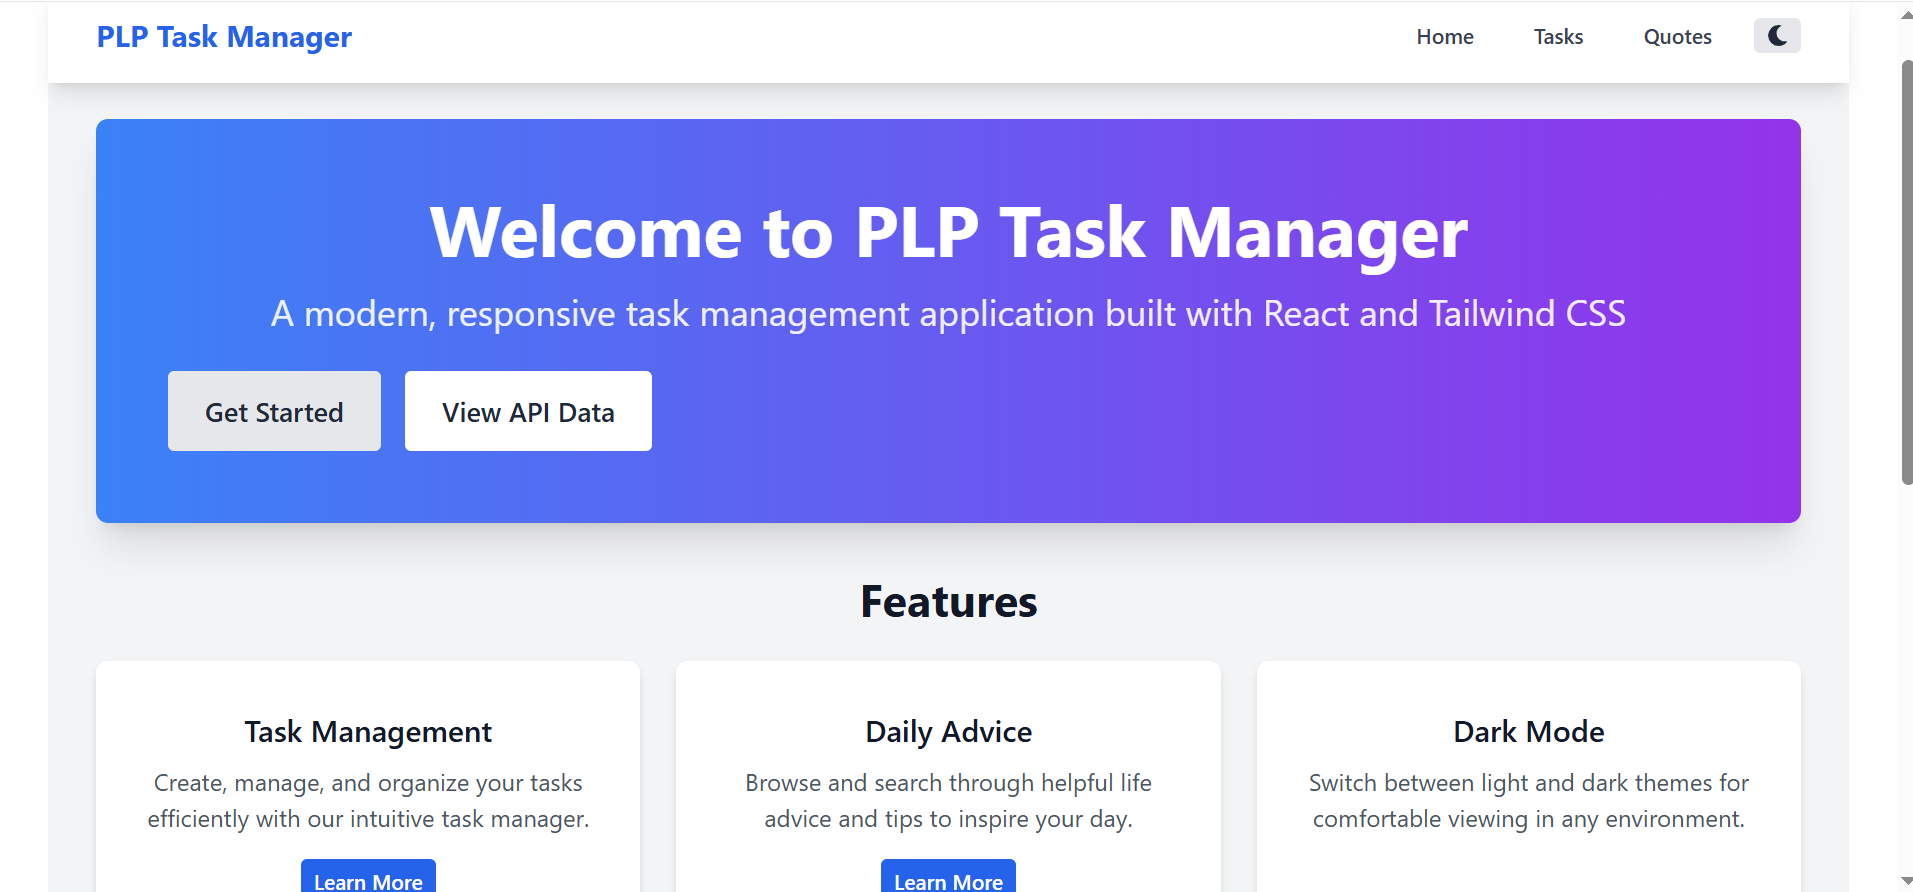 PLP Task Manager
Home Tasks Quotes
Welcome to PLP Task Manager
A modern, responsive task management application built with React and Tailwind CSS
Get Started View API Data
Features
Task Management
Create, manage, and organize your tasks
efficiently with our intuitive task manager.
Learn More
Daily Advice
Browse and search through helpful life
advice and tips to inspire your day.
Learn More
Dark Mode
Switch between light and dark themes for
comfortable viewing in any environment.